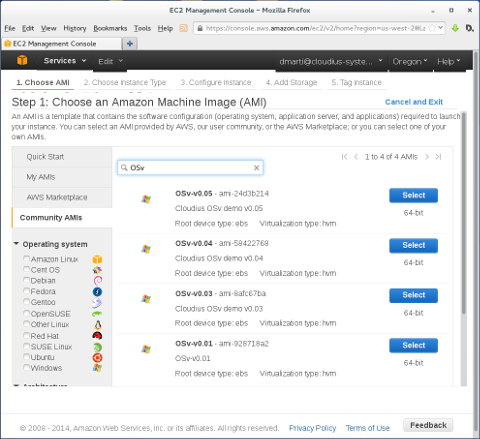 EC2 Management Console – Mozilla Firefox
File Edit View History Bookmarks Tools Help
https://console.aws.amazon.com/ec2/v2/home?region=us-west-2#La
EC2 Management Console
Services Edit dmarti@cloudius-syste... Oregon Help
1. Choose AMI 2. Choose Instance Type 3. Configure Instance 4. Add Storage 5. Tag Instance
Step 1: Choose an Amazon Machine Image (AMI) Cancel and Exit
An AMI is a template that contains the software configuration (operating system, application server, and applications) required to launch
your instance. You can select an AMI provided by AWS, our user community, or the AWS Marketplace; or you can select one of your
own AMIs.
Quick Start
My AMIs
AWS Marketplace
Community AMIs
Operating system
Amazon Linux
Cent OS
Debian
Fedora
Gentoo
OpenSUSE
Other Linux
Red Hat
SUSE Linux
Ubuntu
Windows
Architecture
OSv
1 to 4 of 4 AMIs
OSv-v0.05 - ami-24d3b214
Cloudius OSv demo v0.05
Root device type: ebs Virtualization type: hvm
Select
64-bit
OSv-v0.04 - ami-58422768
Cloudius OSv demo v0.04
Root device type: ebs Virtualization type: hvm
Select
64-bit
OSv-v0.03 - ami-8afc67ba
Cloudius OSv demo v0.03
Root device type: ebs Virtualization type: hvm
Select
64-bit
OSv-v0.01 - ami-928718a2
OSv-v0.01
Root device type: ebs Virtualization type: hvm
Select
64-bit
© 2008 - 2014, Amazon Web Services, Inc. or its affiliates. All rights reserved. Privacy Policy Terms of Use Feedback